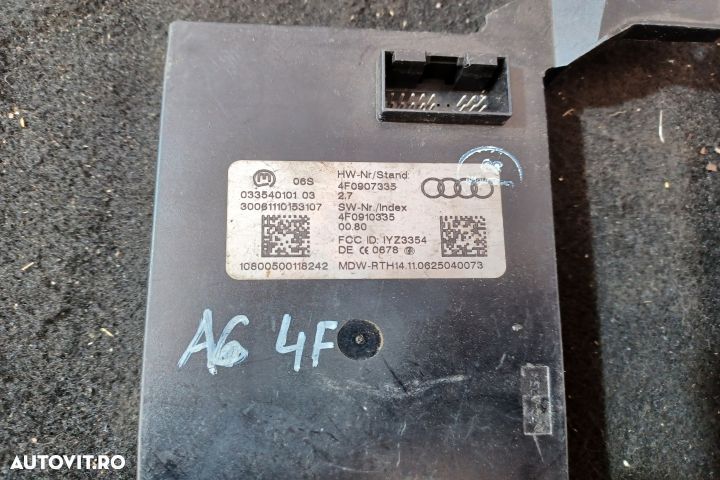 06S
033540101 03
30061110153107
10800500118242
HW-Nr/Stand:
4F0907335
2.7
SW-Nr./Index
4F0910335
00.80
FCC ID: IYZ3354
DE CE 0678
MDW-RTH14.11.0625040073
A6 4F
AUTOVIT.RO